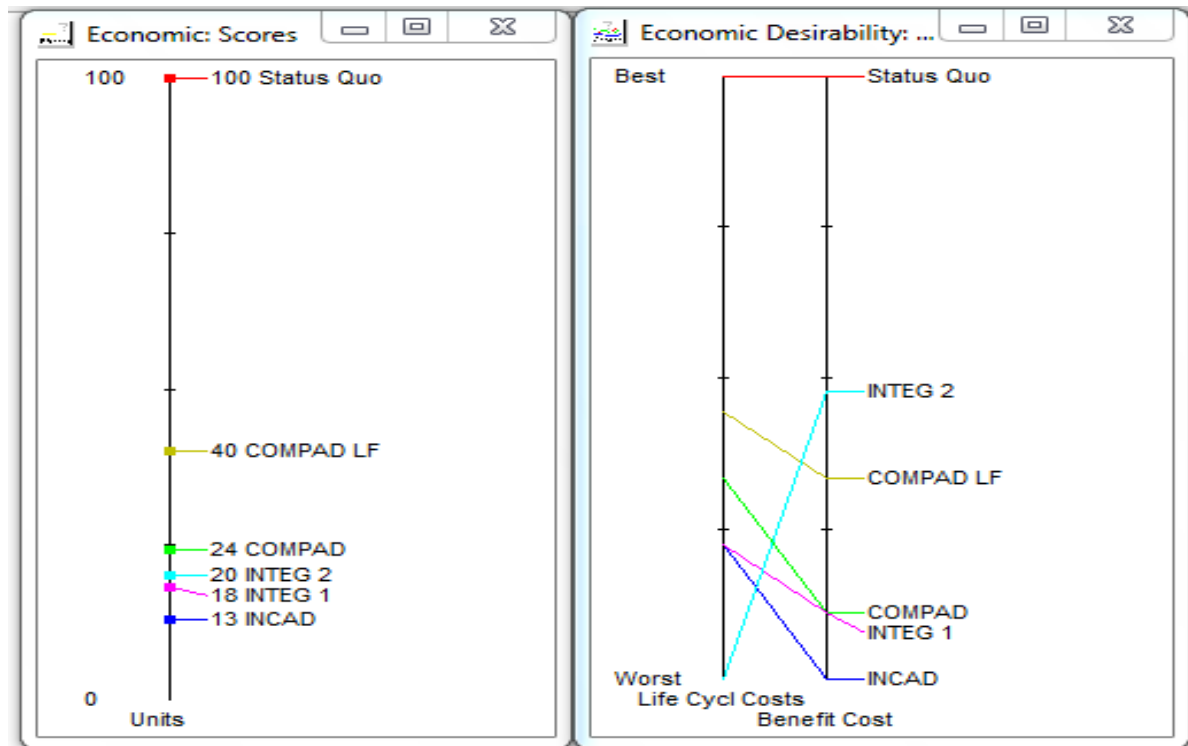 Economic: Scores
100
100 Status Quo
40 COMPAD LF
24 COMPAD
20 INTEG 2
18 INTEG 1
13 INCAD
0
Units
Economic Desirability: ...
Best
Status Quo
INTEG 2
COMPAD LF
COMPAD
INTEG 1
Worst
INCAD
Life Cycl Costs
Benefit Cost